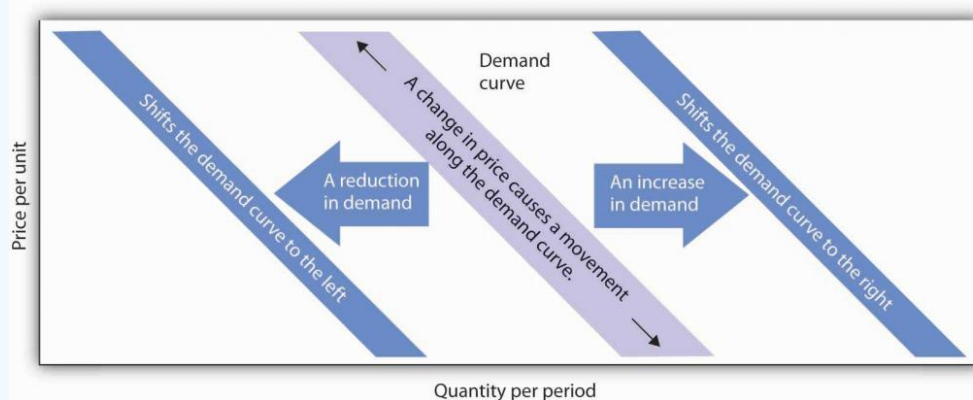 Price per unit
Shifts the demand curve to the left
A reduction
in demand
A change in price causes a movement
along the demand curve.
Demand
curve
An increase
in demand
Shifts the demand curve to the right
Quantity per period